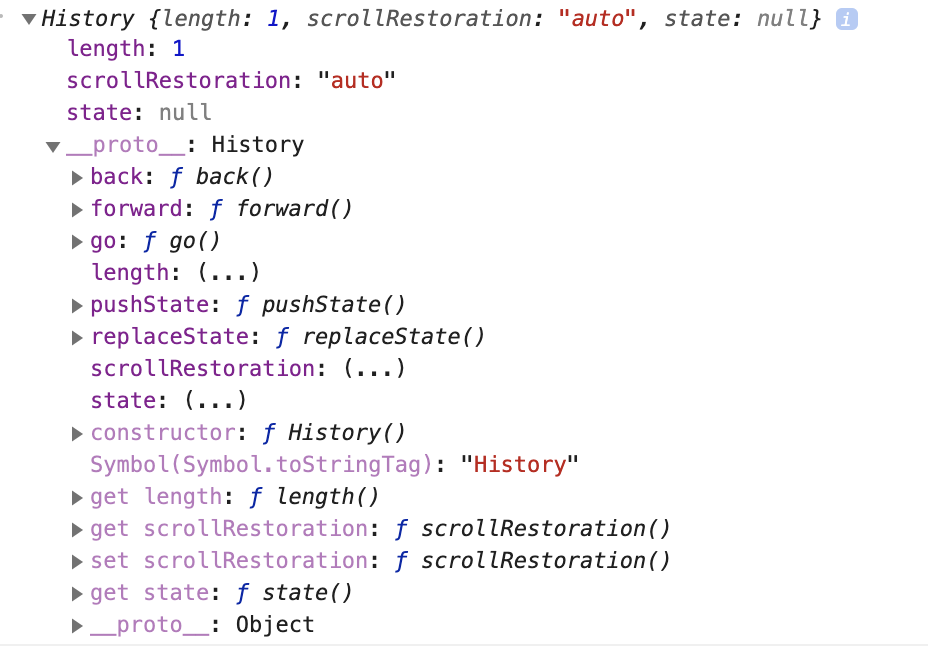 ▼History {length: 1, scrollRestoration: "auto", state: null} i
length: 1
scrollRestoration: "auto"
state: null
▼__proto__: History
▶back: ƒ back()
▶forward: ƒ forward()
▶go: ƒ go()
length: (...)
▶pushState: ƒ pushState()
▶replaceState: ƒ replaceState()
scrollRestoration: (...)
state: (...)
▶constructor: ƒ History()
Symbol(Symbol.toStringTag): "History"
▶get length: ƒ length()
▶get scrollRestoration: ƒ scrollRestoration()
▶set scrollRestoration: ƒ scrollRestoration()
▶get state: ƒ state()
▶__proto__: Object